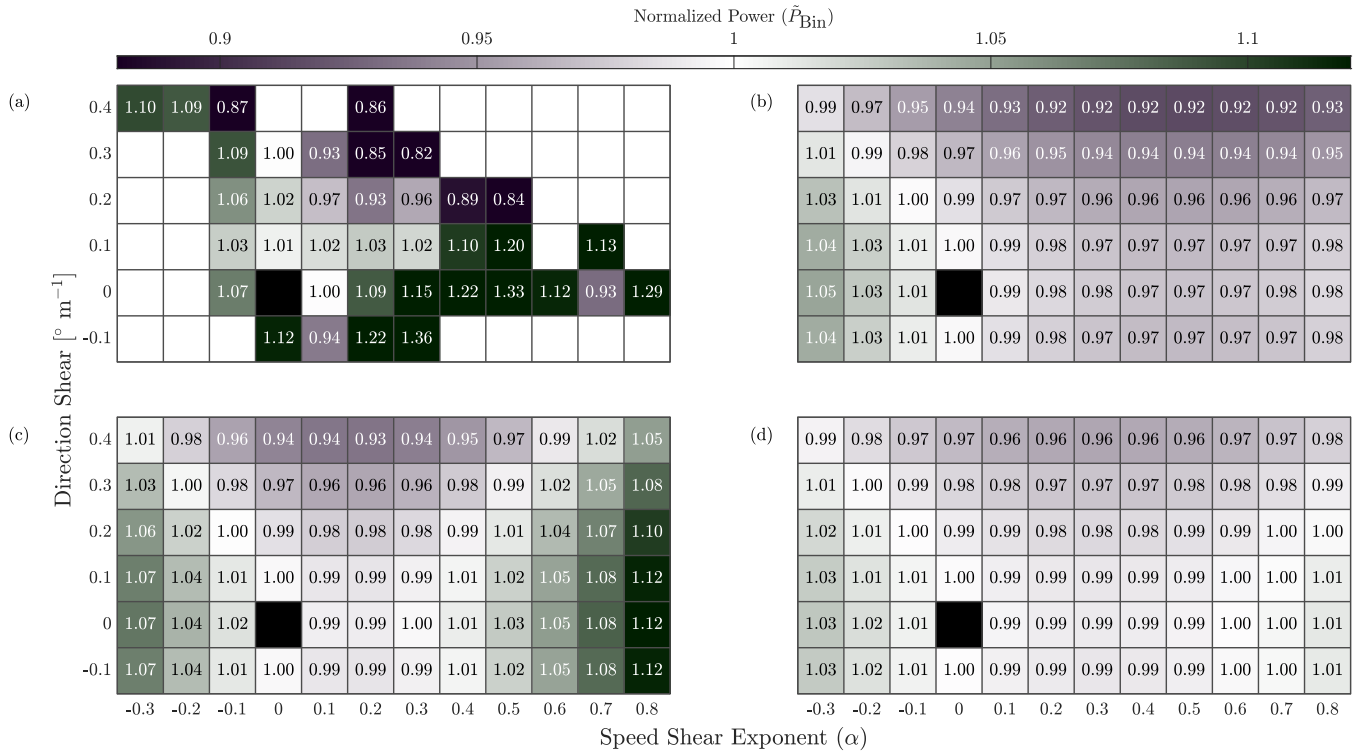 Normalized Power (P̃_Bin)
0.9 0.95 1 1.05 1.1
(a)
0.4 1.10 1.09 0.87 0.86
0.3 1.09 1.00 0.93 0.85 0.82
0.2 1.06 1.02 0.97 0.93 0.96 0.89 0.84
0.1 1.03 1.01 1.02 1.03 1.02 1.10 1.20 1.13
0 1.07 1.00 1.09 1.15 1.22 1.33 1.12 0.93 1.29
-0.1 1.12 0.94 1.22 1.36
(b)
0.99 0.97 0.95 0.94 0.93 0.92 0.92 0.92 0.92 0.92 0.92 0.93
1.01 0.99 0.98 0.97 0.96 0.95 0.94 0.94 0.94 0.94 0.94 0.95
1.03 1.01 1.00 0.99 0.97 0.97 0.96 0.96 0.96 0.96 0.96 0.97
1.04 1.03 1.01 1.00 0.99 0.98 0.97 0.97 0.97 0.97 0.97 0.98
1.05 1.03 1.01 0.99 0.98 0.98 0.97 0.97 0.97 0.98 0.98
1.04 1.03 1.01 1.00 0.99 0.98 0.97 0.97 0.97 0.97 0.97 0.98
Direction Shear [° m⁻¹]
(c)
0.4 1.01 0.98 0.96 0.94 0.94 0.93 0.94 0.95 0.97 0.99 1.02 1.05
0.3 1.03 1.00 0.98 0.97 0.96 0.96 0.96 0.98 0.99 1.02 1.05 1.08
0.2 1.06 1.02 1.00 0.99 0.98 0.98 0.98 0.99 1.01 1.04 1.07 1.10
0.1 1.07 1.04 1.01 1.00 0.99 0.99 0.99 1.01 1.02 1.05 1.08 1.12
0 1.07 1.04 1.02 0.99 0.99 1.00 1.01 1.03 1.05 1.08 1.12
-0.1 1.07 1.04 1.01 1.00 0.99 0.99 0.99 1.01 1.02 1.05 1.08 1.12
-0.3 -0.2 -0.1 0 0.1 0.2 0.3 0.4 0.5 0.6 0.7 0.8
(d)
0.99 0.98 0.97 0.97 0.96 0.96 0.96 0.96 0.96 0.97 0.97 0.98
1.01 1.00 0.99 0.98 0.98 0.97 0.97 0.97 0.98 0.98 0.98 0.99
1.02 1.01 1.00 0.99 0.99 0.98 0.98 0.98 0.99 0.99 1.00 1.00
1.03 1.01 1.01 1.00 0.99 0.99 0.99 0.99 0.99 1.00 1.00 1.01
1.03 1.02 1.01 0.99 0.99 0.99 0.99 0.99 1.00 1.00 1.01
1.03 1.02 1.01 1.00 0.99 0.99 0.99 0.99 0.99 1.00 1.00 1.01
-0.3 -0.2 -0.1 0 0.1 0.2 0.3 0.4 0.5 0.6 0.7 0.8
Speed Shear Exponent (α)